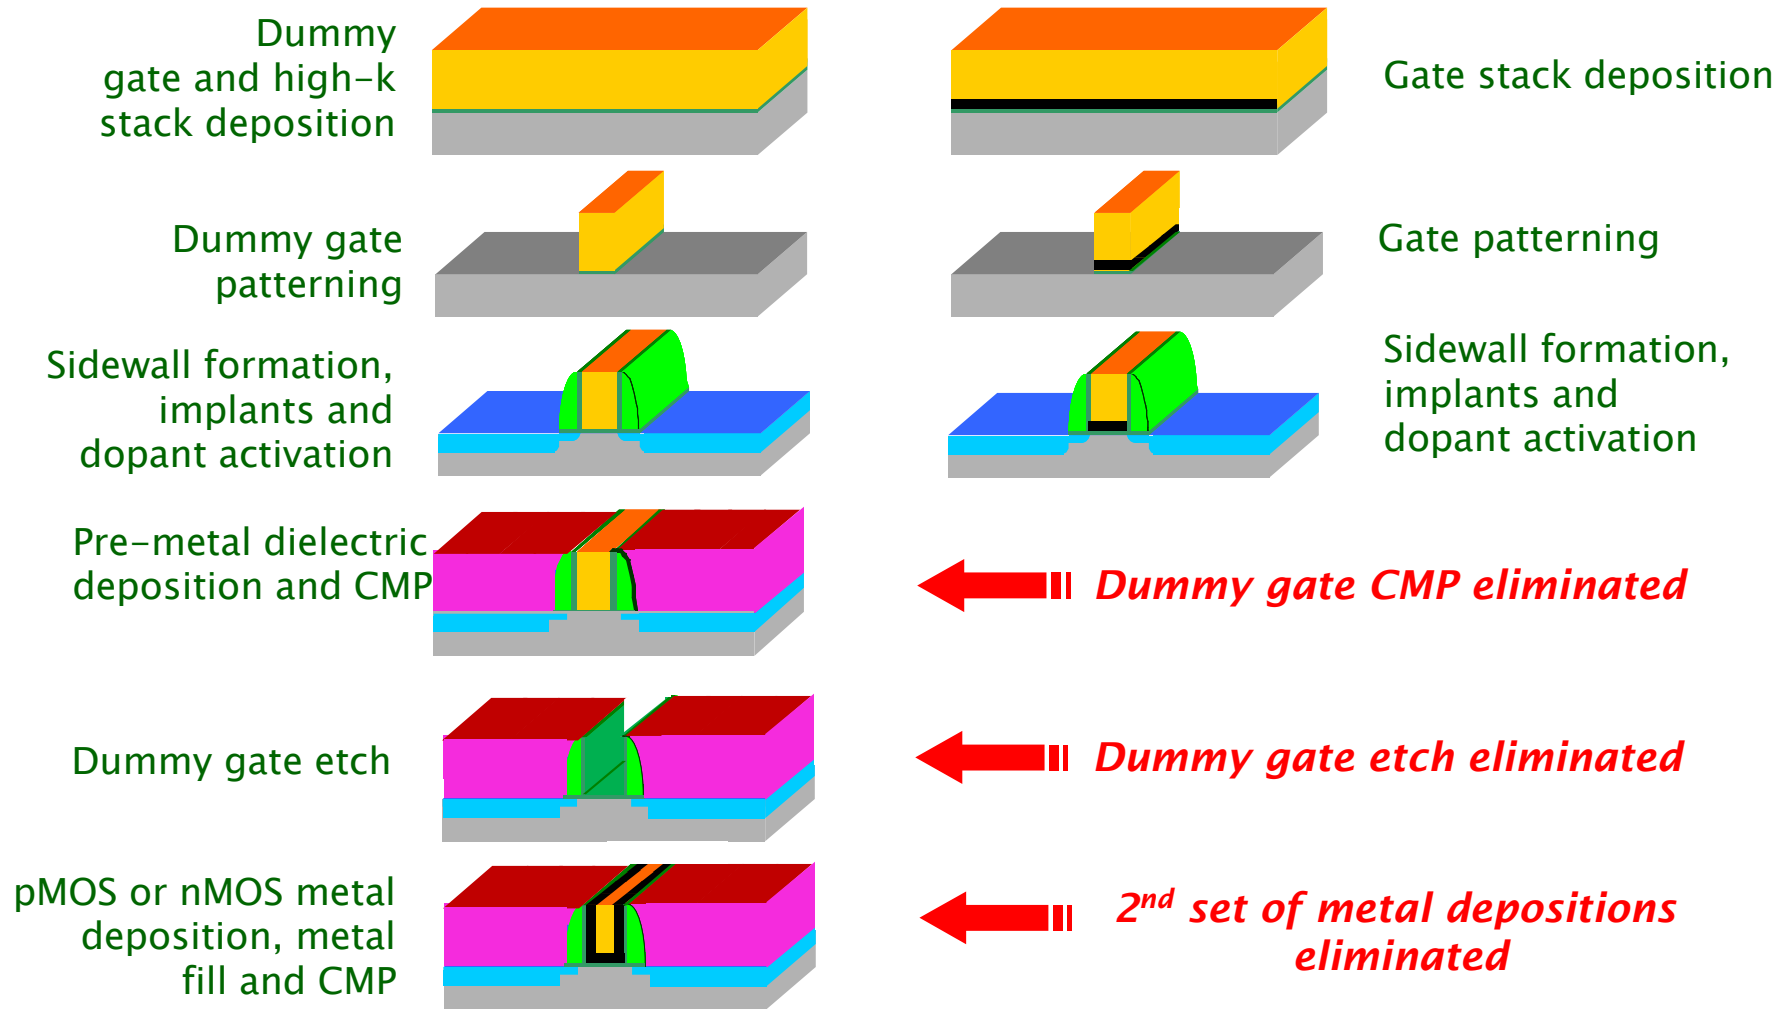 Dummy
gate and high-k
stack deposition
Gate stack deposition
Dummy gate
patterning
Gate patterning
Sidewall formation,
implants and
dopant activation
Sidewall formation,
implants and
dopant activation
Pre-metal dielectric
deposition and CMP
Dummy gate CMP eliminated
Dummy gate etch
Dummy gate etch eliminated
pMOS or nMOS metal
deposition, metal
fill and CMP
2nd set of metal depositions
eliminated